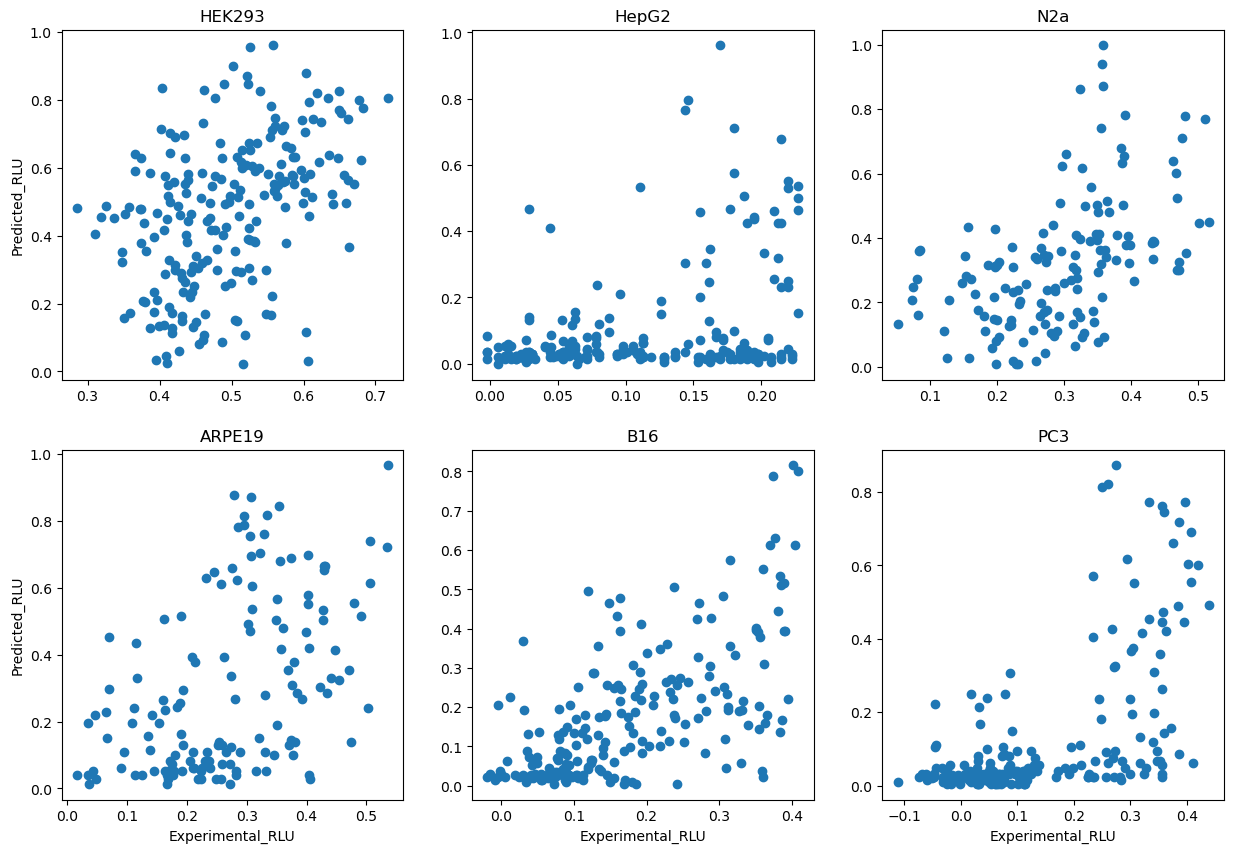 HEK293 HepG2 N2a
1.0 1.0 1.0
0.8 0.8 0.8
0.6 0.6 0.6
Predicted_RLU
0.4 0.4 0.4
0.2 0.2 0.2
0.0 0.0 0.0
0.3 0.4 0.5 0.6 0.7 0.00 0.05 0.10 0.15 0.20 0.1 0.2 0.3 0.4 0.5
ARPE19 B16 PC3
1.0 0.8 0.8
0.8 0.7
0.6 0.6 0.6
Predicted_RLU
0.5
0.4 0.4 0.4
0.3
0.2 0.2 0.2
0.1
0.0 0.0 0.0
0.0 0.1 0.2 0.3 0.4 0.5 0.0 0.1 0.2 0.3 0.4 −0.1 0.0 0.1 0.2 0.3 0.4
Experimental_RLU Experimental_RLU Experimental_RLU